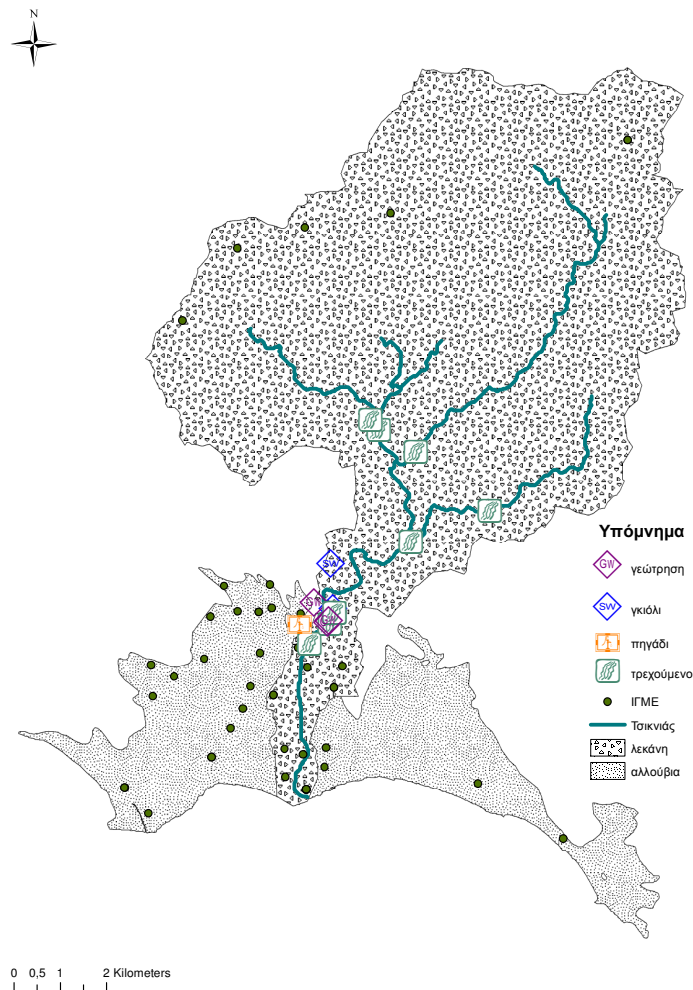 N
SW
GW
GW
Υπόμνημα
GW γεώτρηση
SW γκιόλι
πηγάδι
τρεχούμενο
ΙΓΜΕ
Τσικνιάς
λεκάνη
αλλούβια
0 0,5 1 2 Kilometers